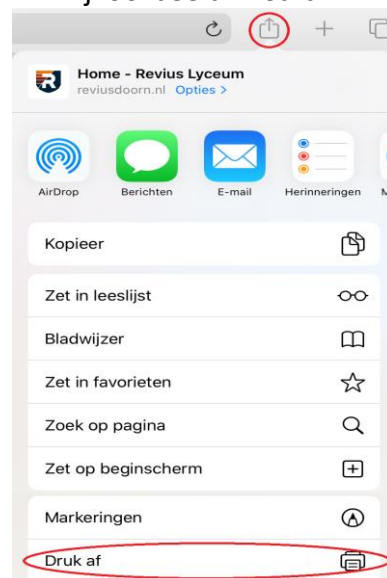 Home - Revius Lyceum
reviusdoorn.nl Opties >
AirDrop Berichten E-mail Herinneringen
Kopieer
Zet in leeslijst
Bladwijzer
Zet in favorieten
Zoek op pagina
Zet op beginscherm
Markeringen
Druk af